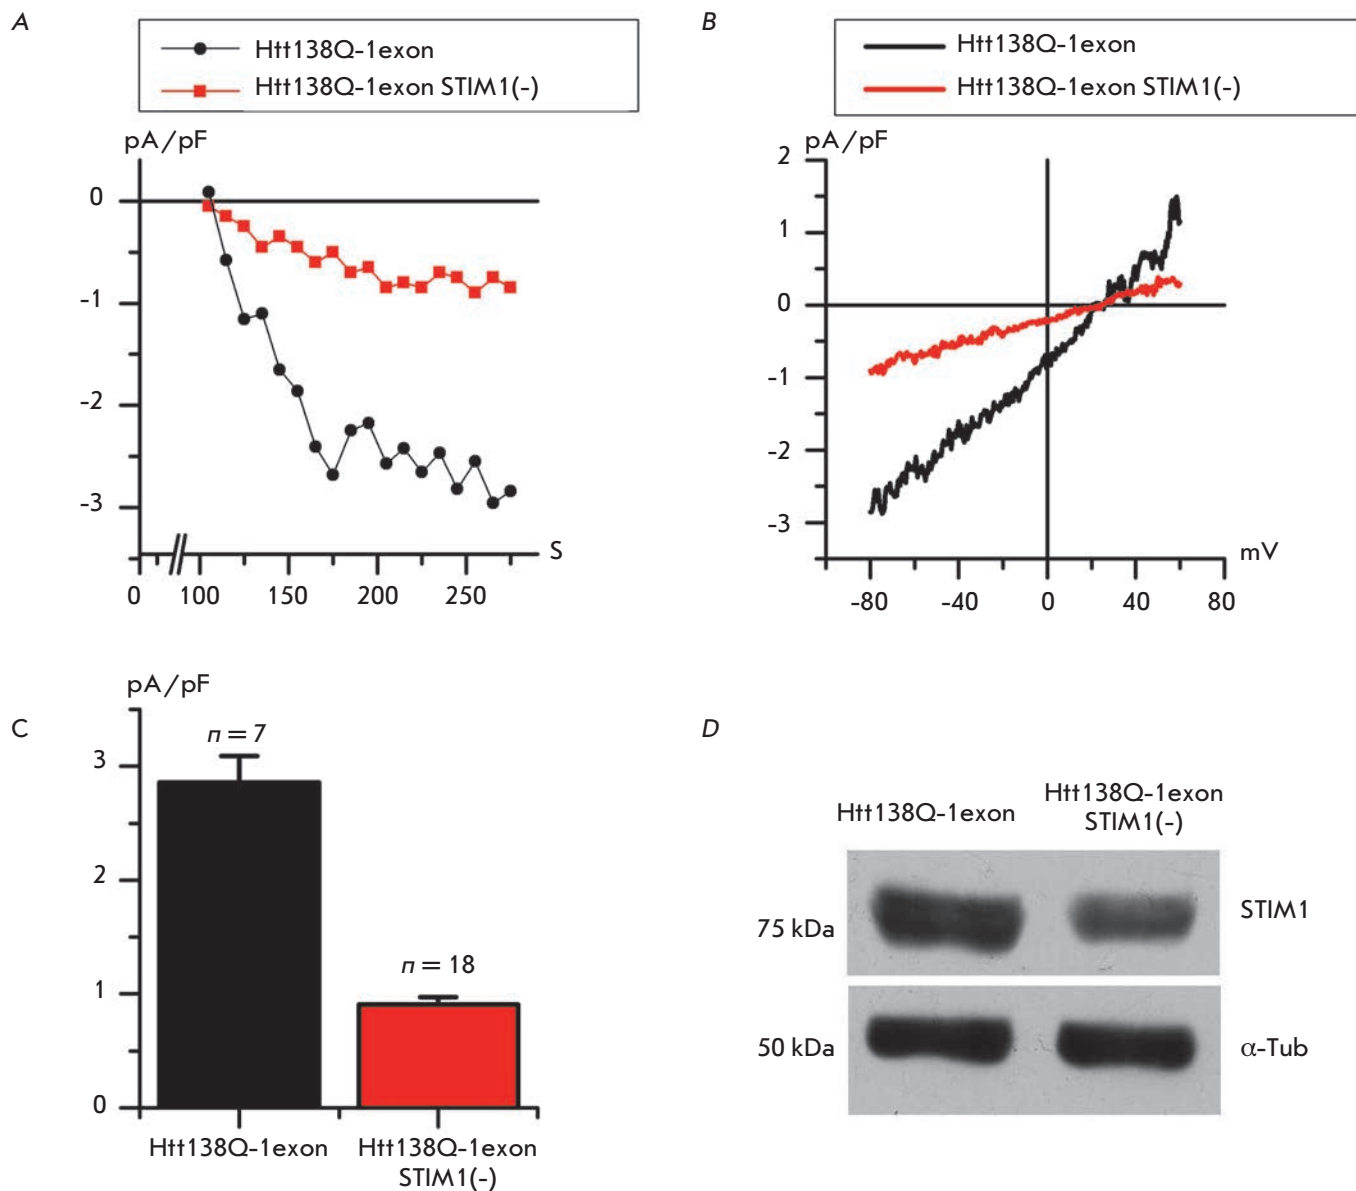 A
Htt138Q-1exon
Htt138Q-1exon STIM1(-)
pA/pF
0
-1
-2
-3
S
0 100 150 200 250
B
Htt138Q-1exon
Htt138Q-1exon STIM1(-)
pA/pF
2
1
0
-1
-2
-3
mV
-80 -40 0 40 80
C
pA/pF
n = 7
3
2
n = 18
1
0
Htt138Q-1exon
Htt138Q-1exon
STIM1(-)
D
Htt138Q-1exon
Htt138Q-1exon
STIM1(-)
75 kDa
STIM1
50 kDa
α-Tub